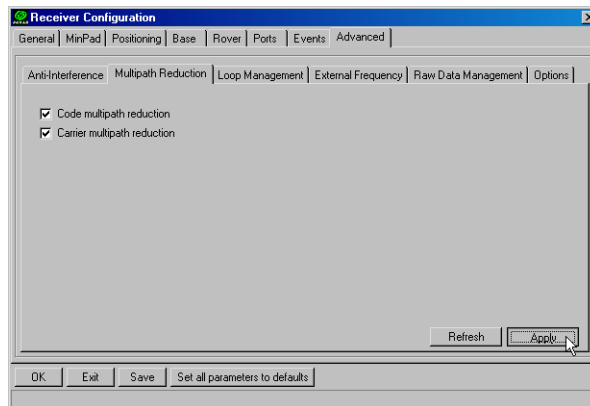 Receiver Configuration
General MinPad Positioning Base Rover Ports Events Advanced
Anti-Interference Multipath Reduction Loop Management External Frequency Raw Data Management Options
Code multipath reduction
Carrier multipath reduction
Refresh Apply
OK Exit Save Set all parameters to defaults